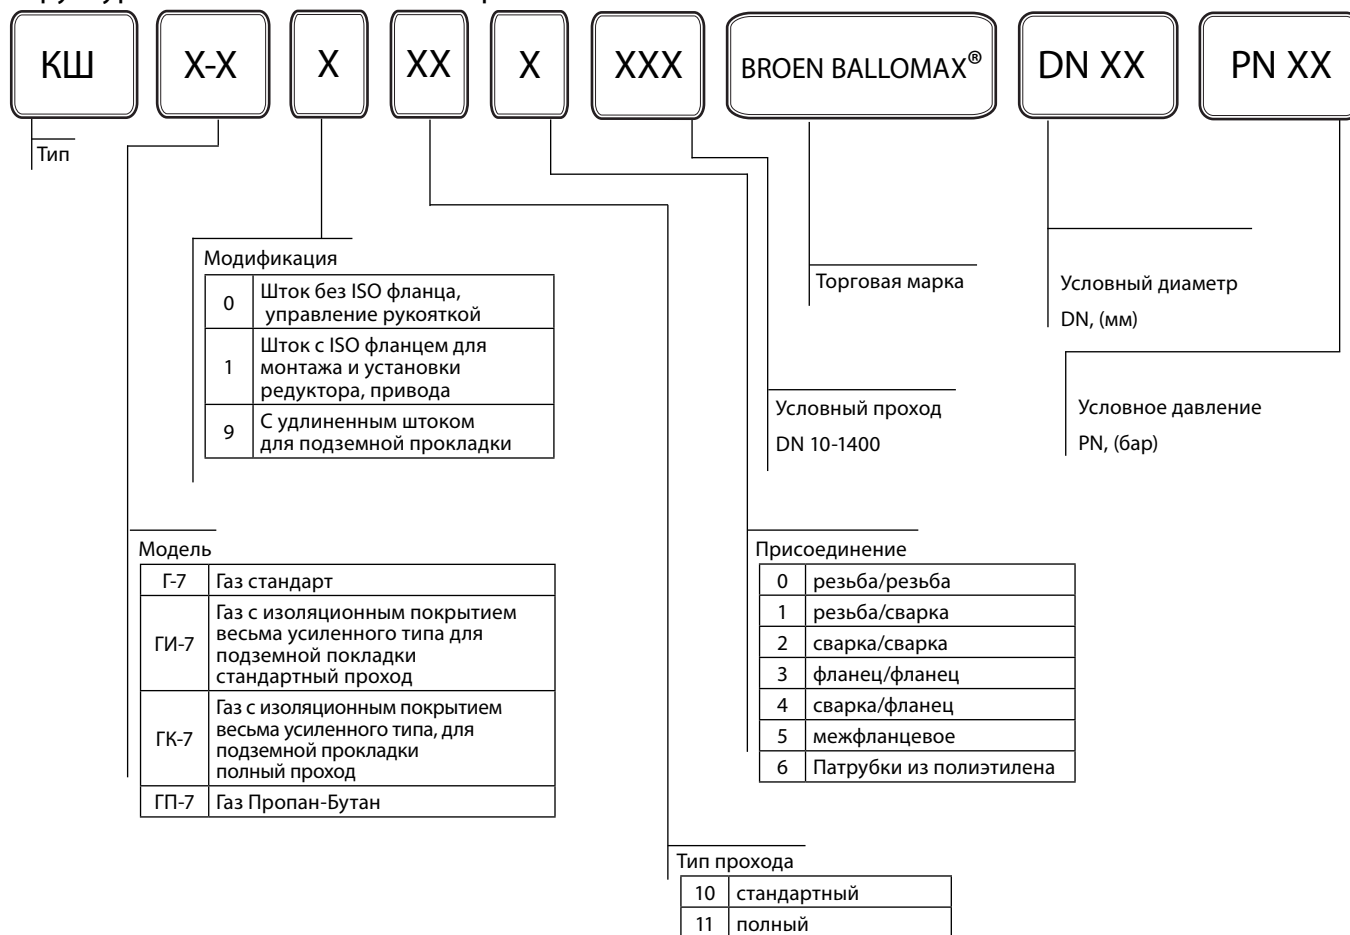 КШ
Х-Х
Х
ХХ
Х
ХХХ
BROEN BALLOMAX®
DN XX
PN XX
Тип
Модификация
0 Шток без ISO фланца,
управление рукояткой
1 Шток с ISO фланцем для
монтажа и установки
редуктора, привода
9 С удлиненным штоком
для подземной прокладки
Торговая марка
Условный диаметр
DN, (мм)
Условный проход
DN 10-1400
Условное давление
PN, (бар)
Модель
Г-7 Газ стандарт
ГИ-7 Газ с изоляционным покрытием
весьма усиленного типа для
подземной покладки
стандартный проход
ГК-7 Газ с изоляционным покрытием
весьма усиленного типа, для
подземной прокладки
полный проход
ГП-7 Газ Пропан-Бутан
Присоединение
0 резьба/резьба
1 резьба/сварка
2 сварка/сварка
3 фланец/фланец
4 сварка/фланец
5 межфланцевое
6 Патрубки из полиэтилена
Тип прохода
10 стандартный
11 полный